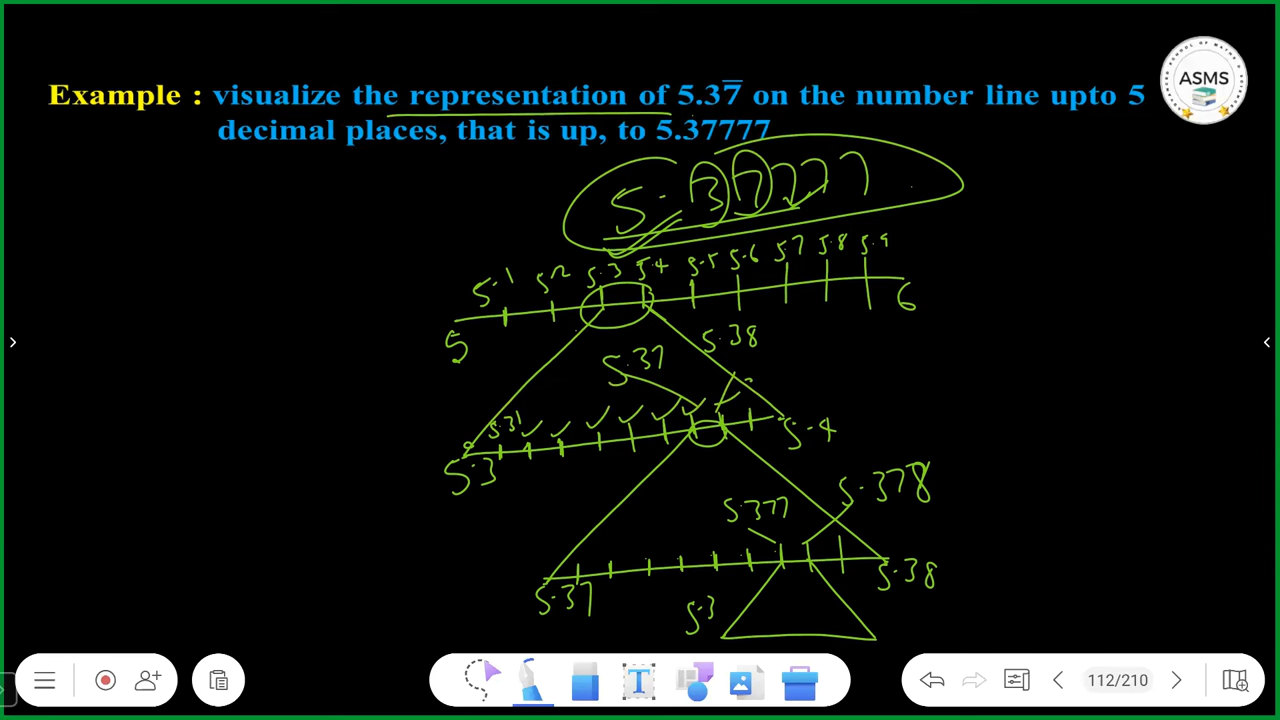 ASMS
Example : visualize the representation of 5.37̅ on the number line upto 5
decimal places, that is up, to 5.37777
5.37777
5.1 5.2 5.3 5.4 5.5 5.6 5.7 5.8 5.9
5 6
5.37 5.38
5.31
5.3 5.4
5.377 5.378
5.37 5.38
5.3
112/210